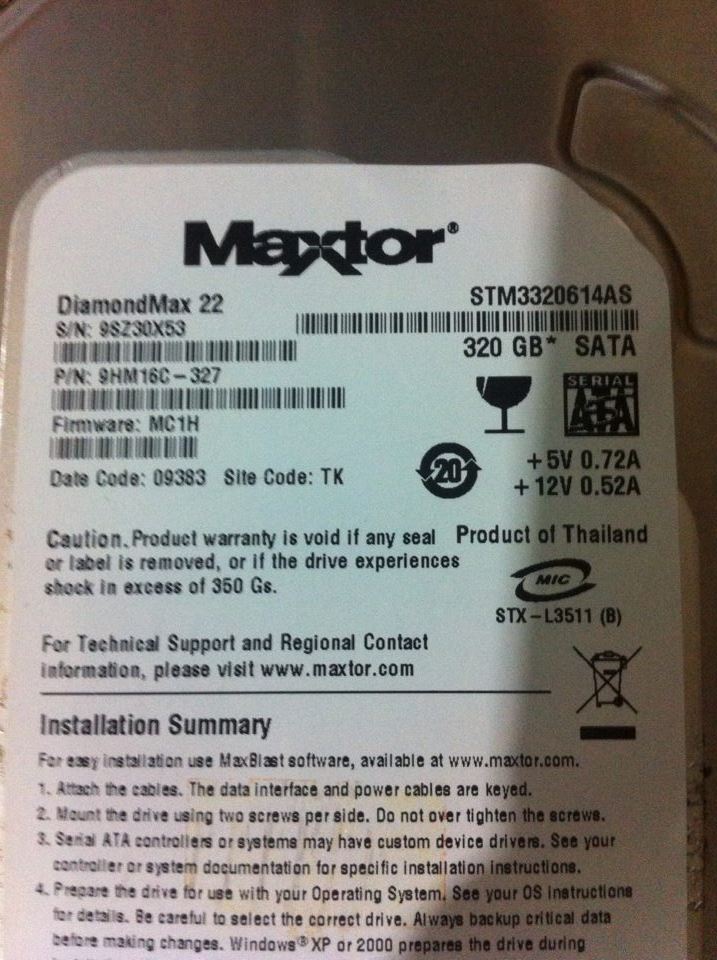 Maxtor®
DiamondMax 22
STM3320614AS
S/N: 9SZ30X53
320 GB* SATA
P/N: 9HM16C-327
SERIAL
ATA
Firmware: MC1H
20
+5V 0.72A
+12V 0.52A
Date Code: 09383 Site Code: TK
Caution. Product warranty is void if any seal
or label is removed, or if the drive experiences
shock in excess of 350 Gs.
Product of Thailand
MIC
STX-L3511 (B)
For Technical Support and Regional Contact
information, please visit www.maxtor.com
Installation Summary
For easy installation use MaxBlast software, available at www.maxtor.com.
1. Attach the cables. The data interface and power cables are keyed.
2. Mount the drive using two screws per side. Do not over tighten the screws.
3. Serial ATA controllers or systems may have custom device drivers. See your
controller or system documentation for specific installation instructions.
4. Prepare the drive for use with your Operating System. See your OS instructions
for details. Be careful to select the correct drive. Always backup critical data
before making changes. Windows® XP or 2000 prepares the drive during